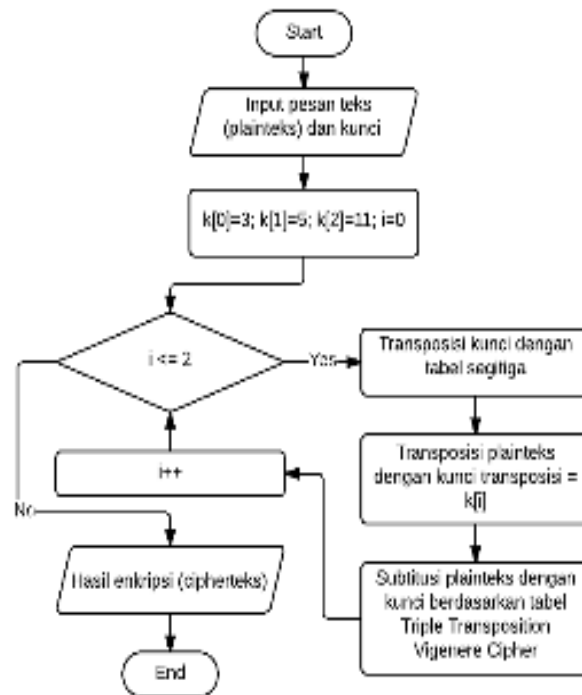 Start
Input pesan teks
(plainteks) dan kunci
k[0]=3; k[1]=5; k[2]=11; i=0
i <= 2
Yes
Transposisi kunci dengan
tabel segitiga
Transposisi plainteks
dengan kunci transposisi =
k[i]
i++
No
Subtitusi plainteks dengan
kunci berdasarkan tabel
Triple Transposition
Vigenere Cipher
Hasil enkripsi (cipherteks)
End